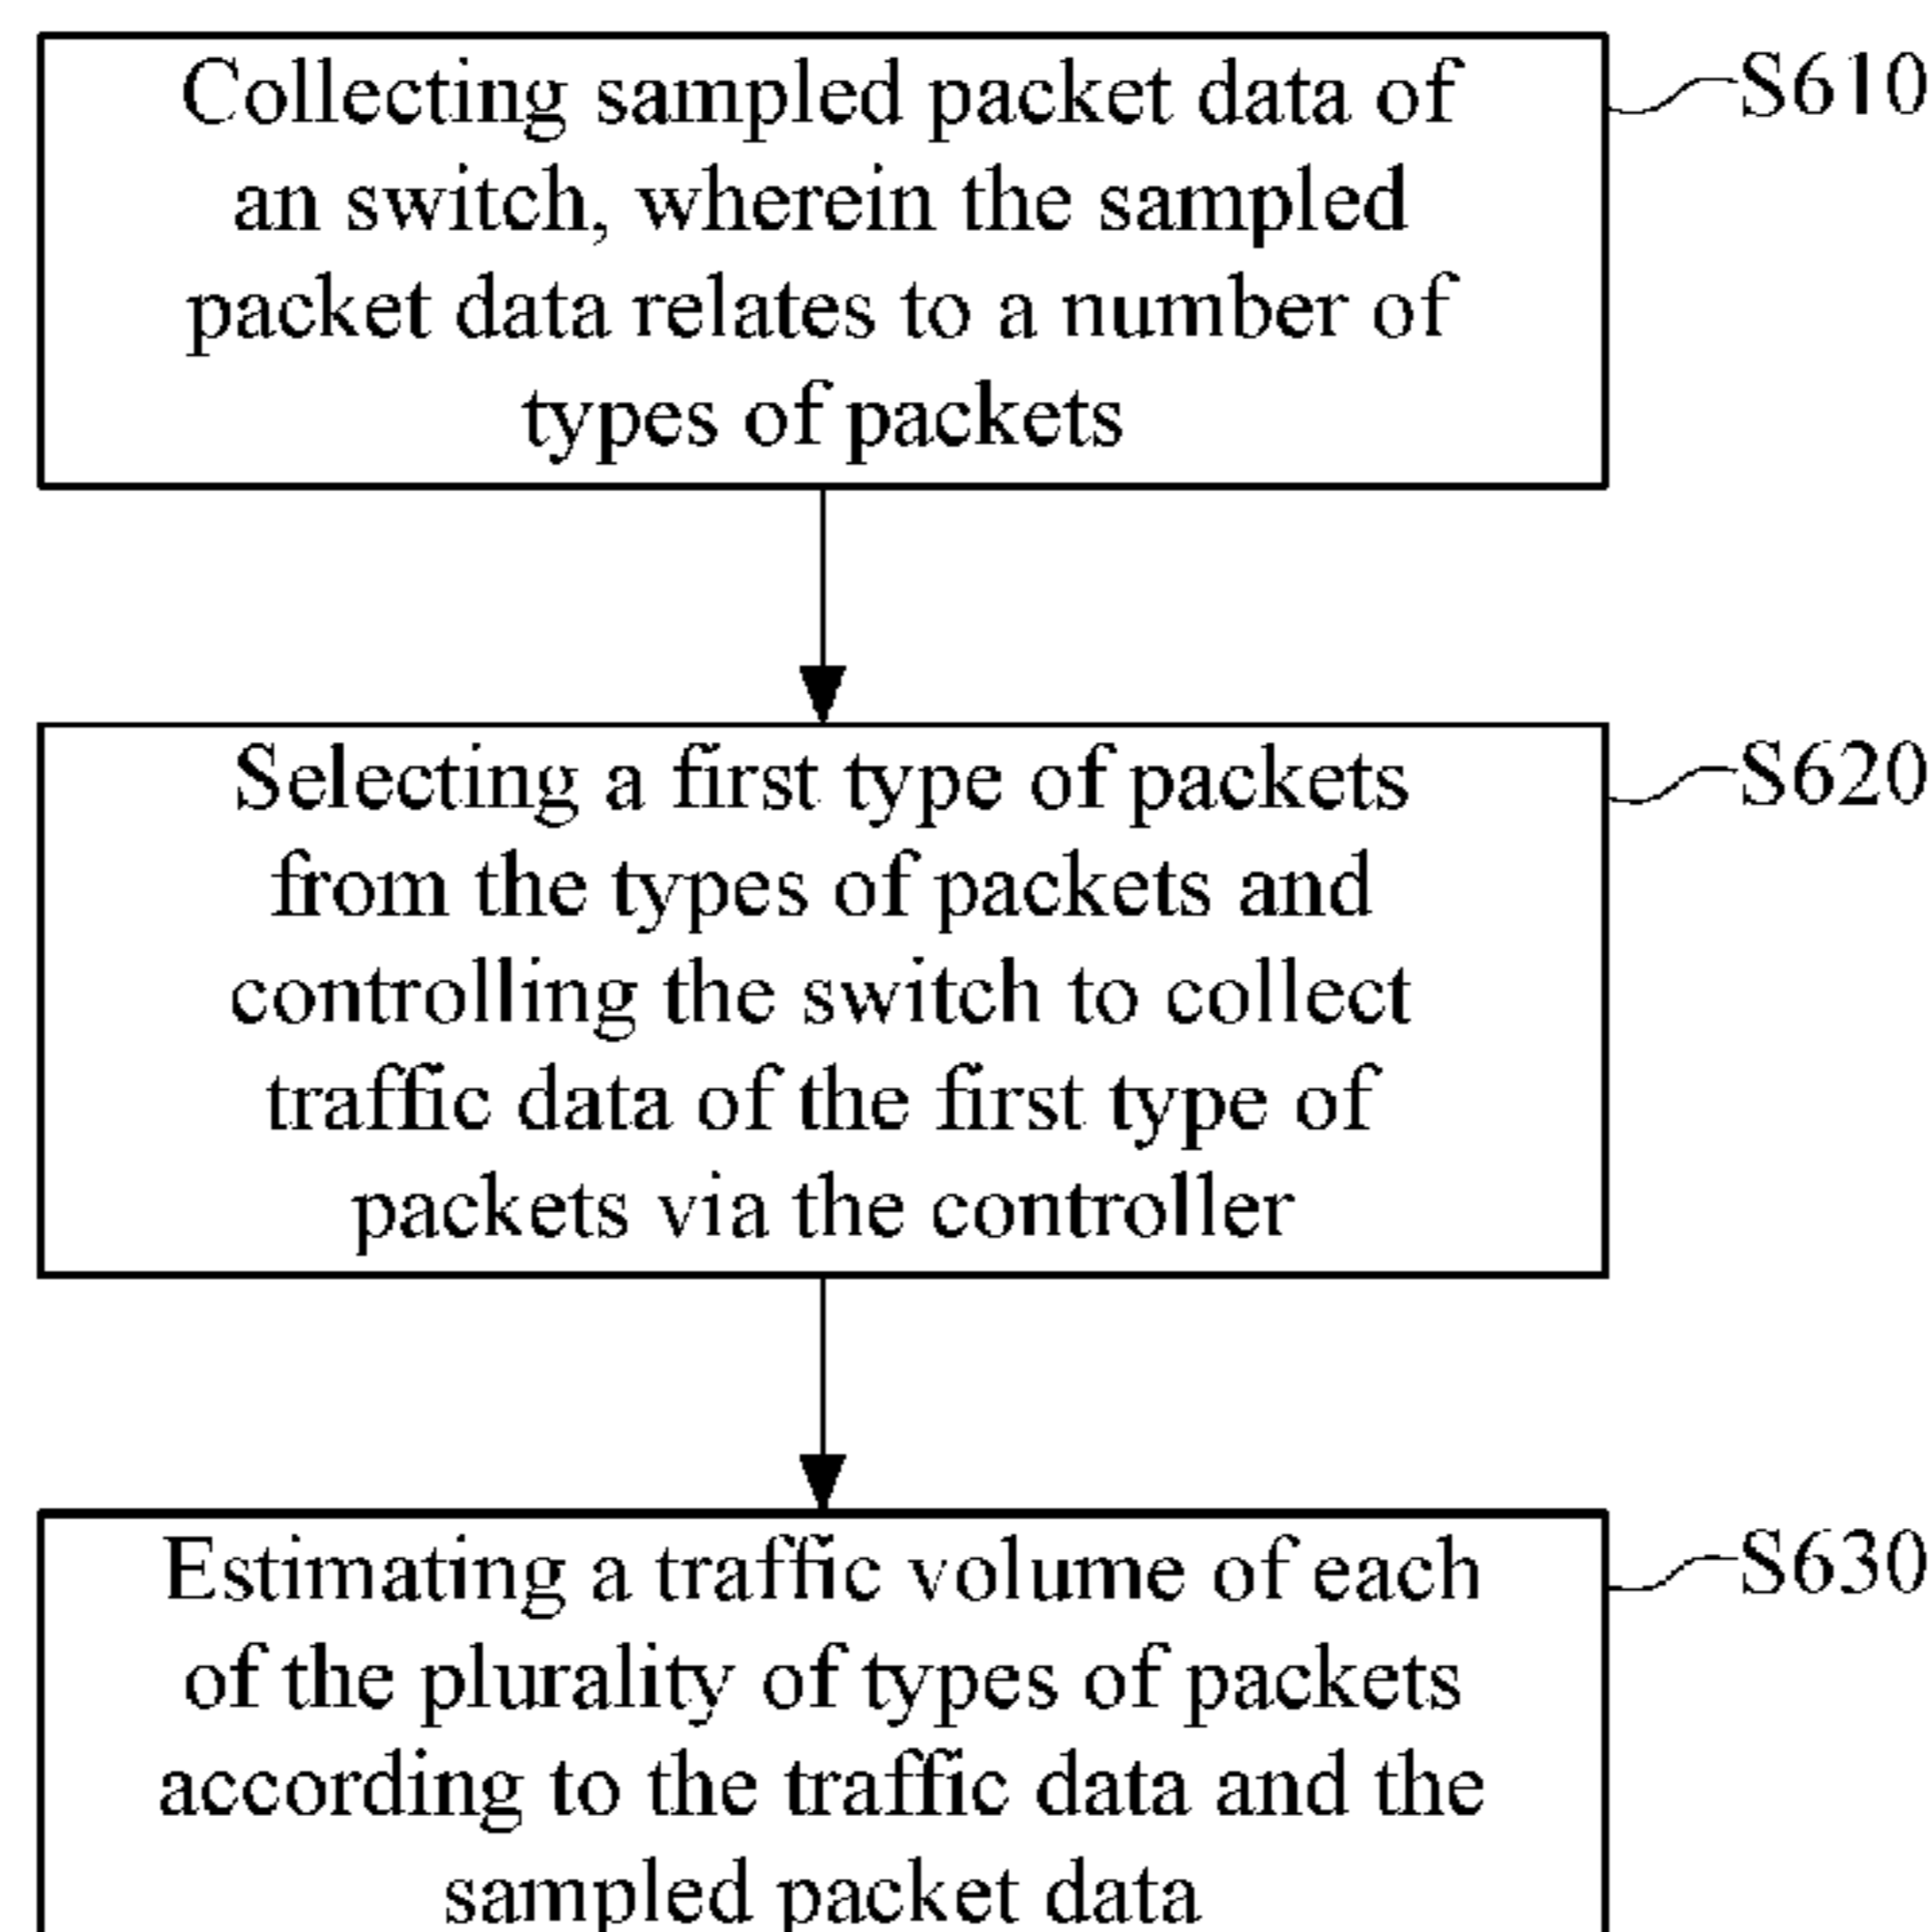 Collecting sampled packet data of
an switch, wherein the sampled
packet data relates to a number of
types of packets
S610
Selecting a first type of packets
from the types of packets and
controlling the switch to collect
traffic data of the first type of
packets via the controller
S620
Estimating a traffic volume of each
of the plurality of types of packets
according to the traffic data and the
sampled packet data
S630